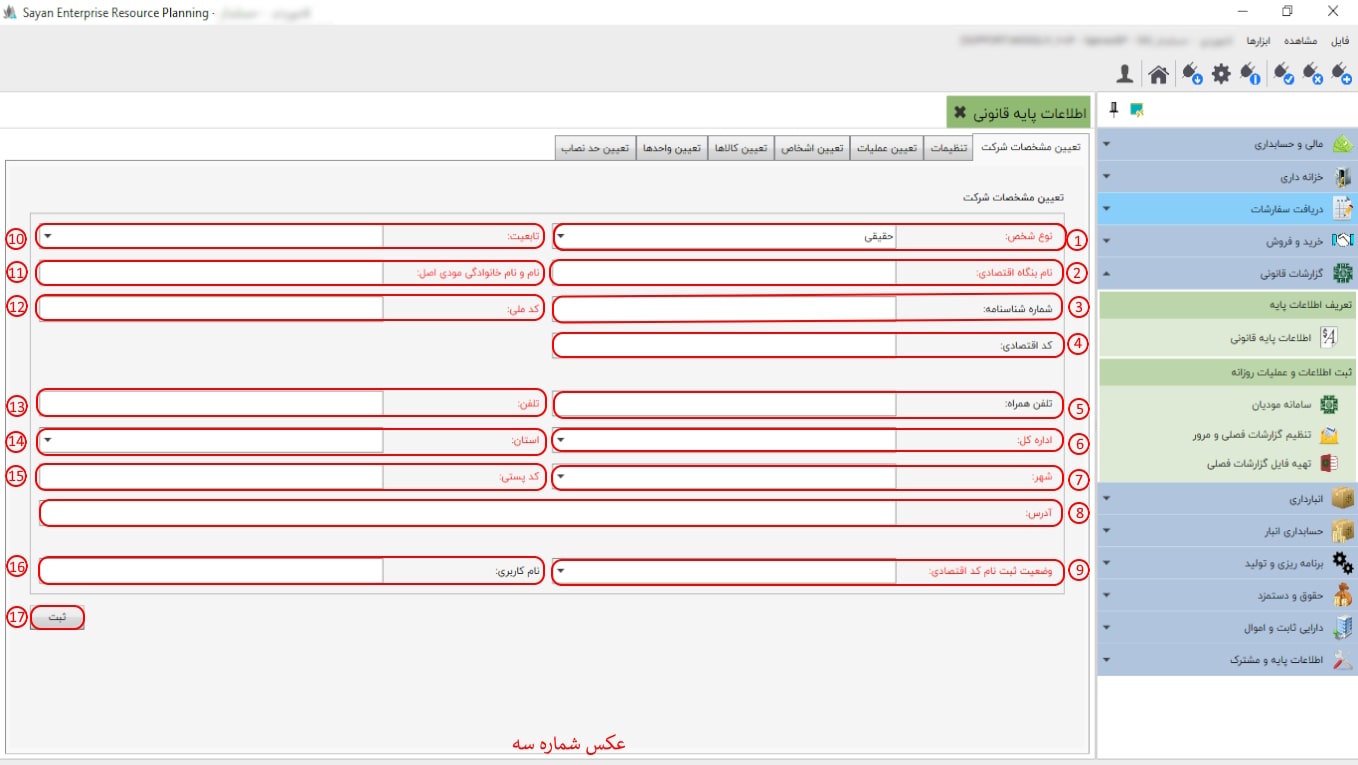 Sayan Enterprise Resource Planning -
فایل مشاهده ابزارها
اطلاعات پایه قانونی
تعیین مشخصات شرکت تنظیمات تعیین عملیات تعیین اشخاص تعیین کالاها تعیین واحدها تعیین حد نصاب
تعیین مشخصات شرکت
1 نوع شخص: حقیقی
تابعیت: 10
2 نام بنگاه اقتصادی:
نام و نام خانوادگی مودی اصل: 11
3 شماره شناسنامه:
کد ملی: 12
4 کد اقتصادی:
5 تلفن همراه:
تلفن: 13
6 اداره کل:
استان: 14
7 شهر:
کد پستی: 15
8 آدرس:
9 وضعیت ثبت نام کد اقتصادی:
نام کاربری: 16
ثبت 17
مالی و حسابداری
خزانه داری
دریافت سفارشات
خرید و فروش
گزارشات قانونی
تعریف اطلاعات پایه
اطلاعات پایه قانونی
ثبت اطلاعات و عملیات روزانه
سامانه مودیان
تنظیم گزارشات فصلی و مرور
تهیه فایل گزارشات فصلی
انبارداری
حسابداری انبار
برنامه ریزی و تولید
حقوق و دستمزد
دارایی ثابت و اموال
اطلاعات پایه و مشترک
عکس شماره سه